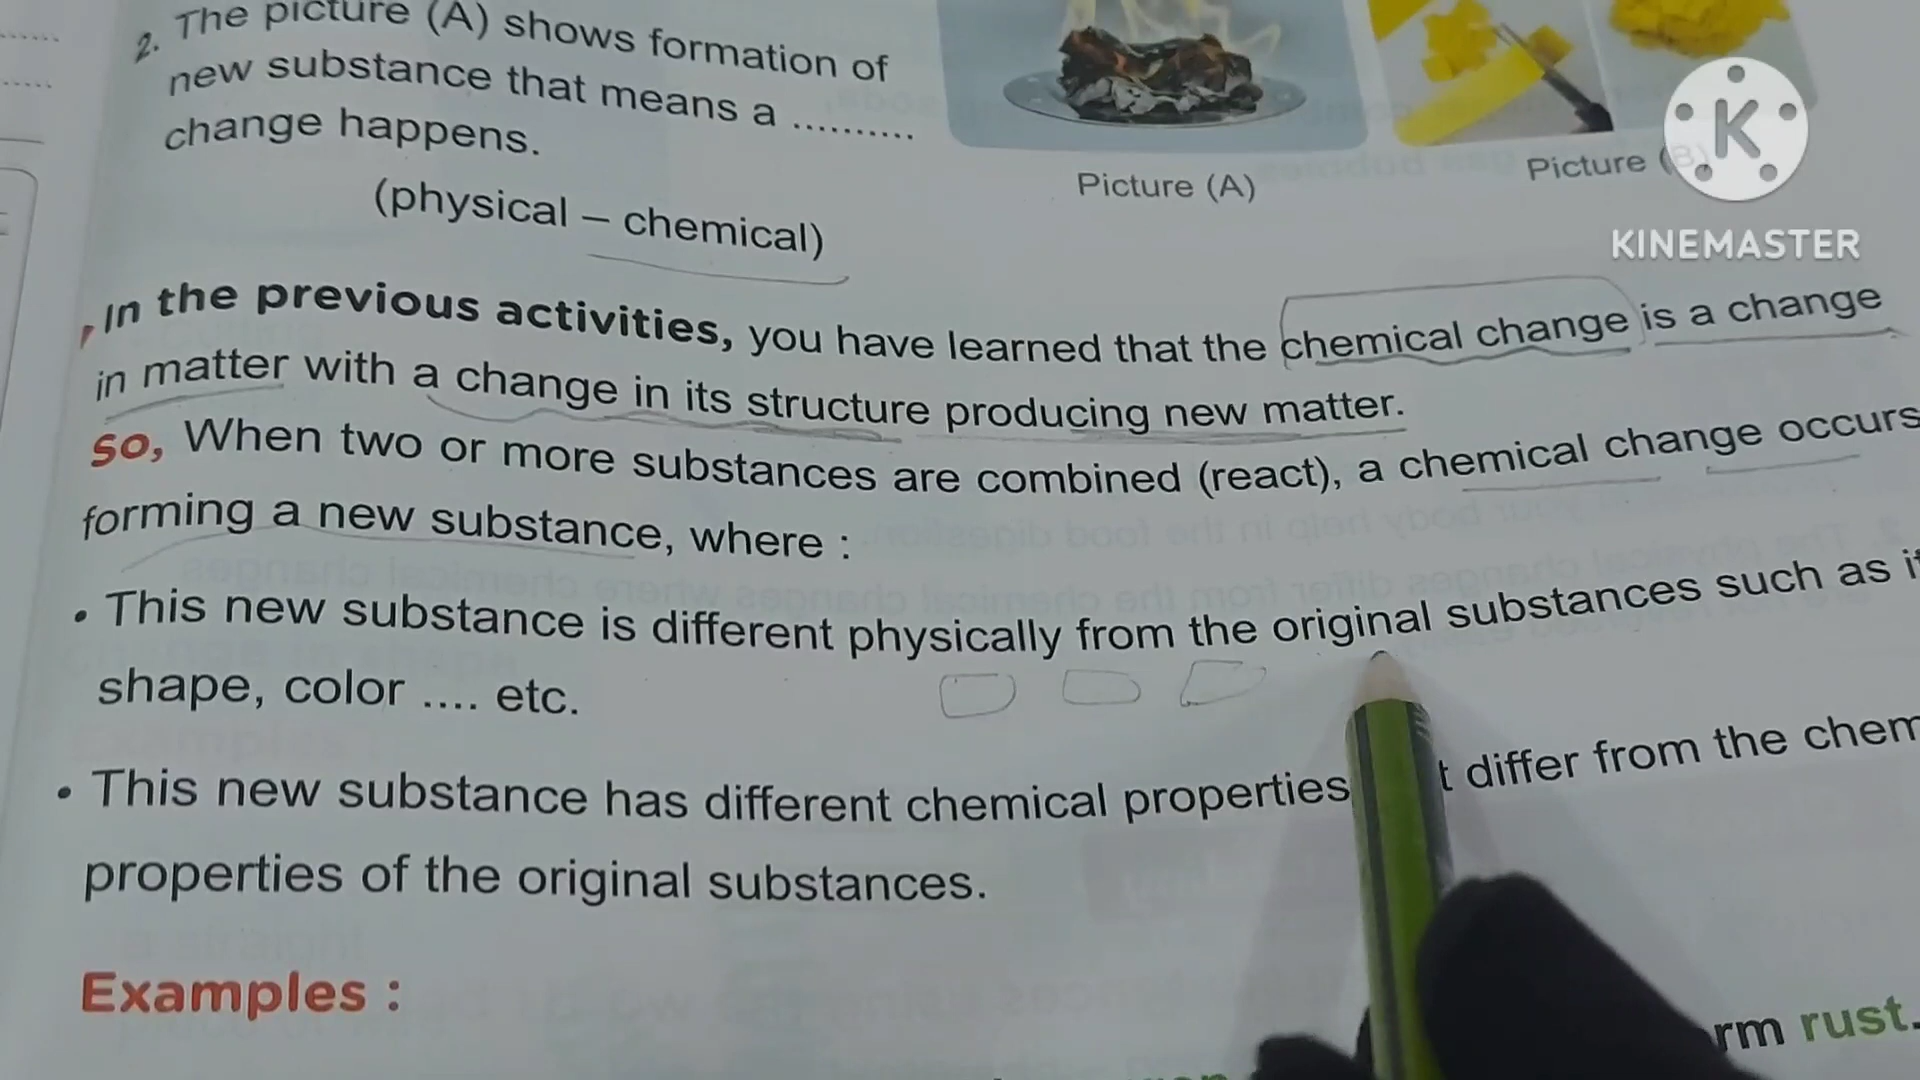 2. The picture (A) shows formation of
new substance that means a ..........
change happens.
(physical – chemical)
Picture (A)
Picture (B)
KINEMASTER
In the previous activities, you have learned that the chemical change is a change
in matter with a change in its structure producing new matter.
So, When two or more substances are combined (react), a chemical change occurs
forming a new substance, where :
• This new substance is different physically from the original substances such as
shape, color .... etc.
• This new substance has different chemical properties differ from the
properties of the original substances.
Examples :
rust.